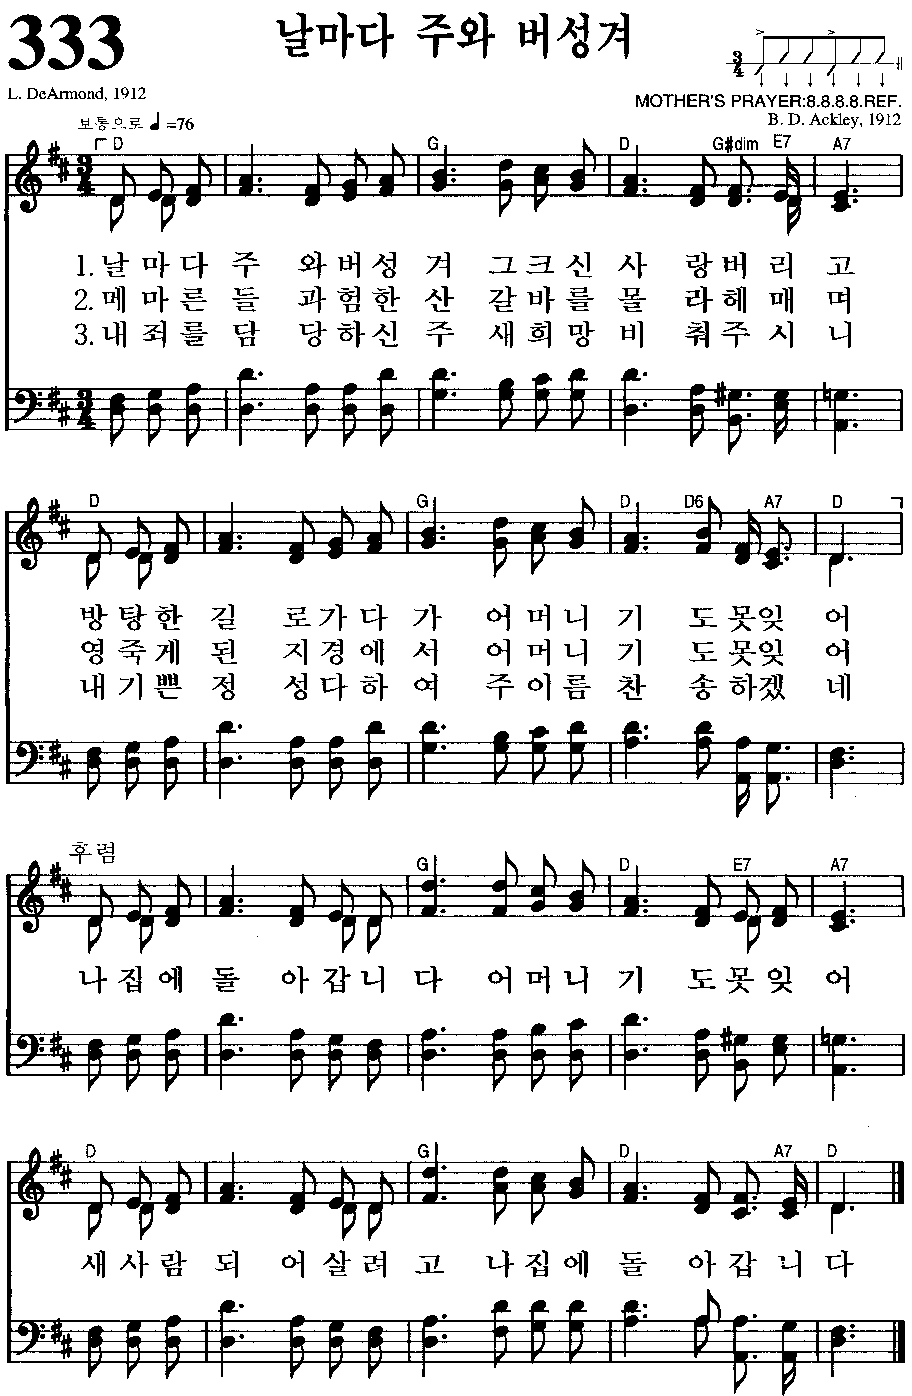 333
날마다 주와 버성겨
L. DeArmond, 1912
MOTHER'S PRAYER:8.8.8.8.REF.
B. D. Ackley, 1912
보통으로 ♩=76
D G D G#dim E7 A7
3/4
1.날 마 다 주 와 버 성 겨 그 크 신 사 랑 버 리 고
2.메 마 른 들 과 험 한 산 갈 바 를 몰 라 헤 매 며
3.내 죄 를 담 당 하 신 주 새 희 망 비 춰 주 시 니
D G D D6 A7 D
방 탕 한 길 로 가 다 가 어 머 니 기 도 못 잊 어
영 죽 게 된 지 경 에 서 어 머 니 기 도 못 잊 어
내 기 쁜 정 성 다 하 여 주 이 름 찬 송 하 겠 네
후렴
G D E7 A7
나 집 에 돌 아 갑 니 다 어 머 니 기 도 못 잊 어
D G D A7 D
새 사 람 되 어 살 려 고 나 집 에 돌 아 갑 니 다